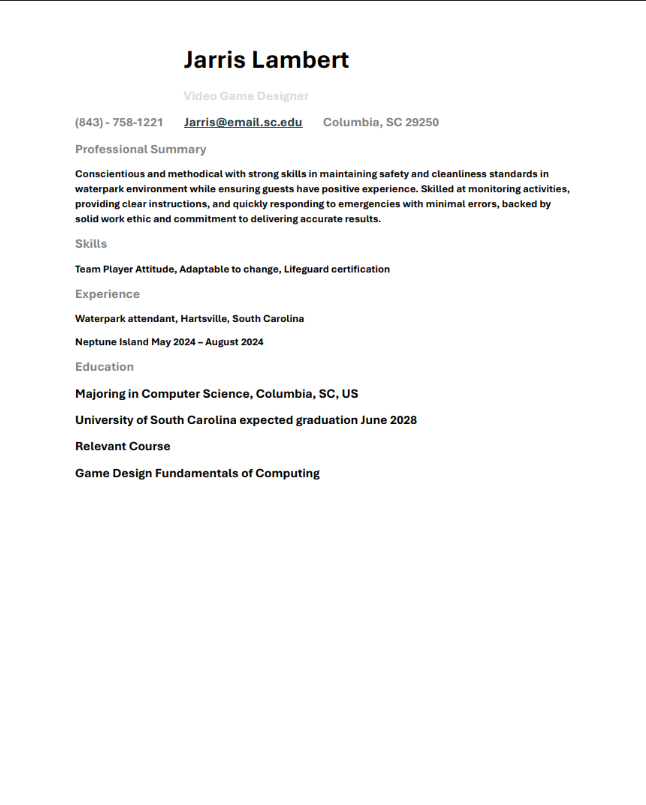 Jarris Lambert
Video Game Designer
(843) - 758-1221 Jarris@email.sc.edu Columbia, SC 29250
Professional Summary
Conscientious and methodical with strong skills in maintaining safety and cleanliness standards in
waterpark environment while ensuring guests have positive experience. Skilled at monitoring activities,
providing clear instructions, and quickly responding to emergencies with minimal errors, backed by
solid work ethic and commitment to delivering accurate results.
Skills
Team Player Attitude, Adaptable to change, Lifeguard certification
Experience
Waterpark attendant, Hartsville, South Carolina
Neptune Island May 2024 – August 2024
Education
Majoring in Computer Science, Columbia, SC, US
University of South Carolina expected graduation June 2028
Relevant Course
Game Design Fundamentals of Computing